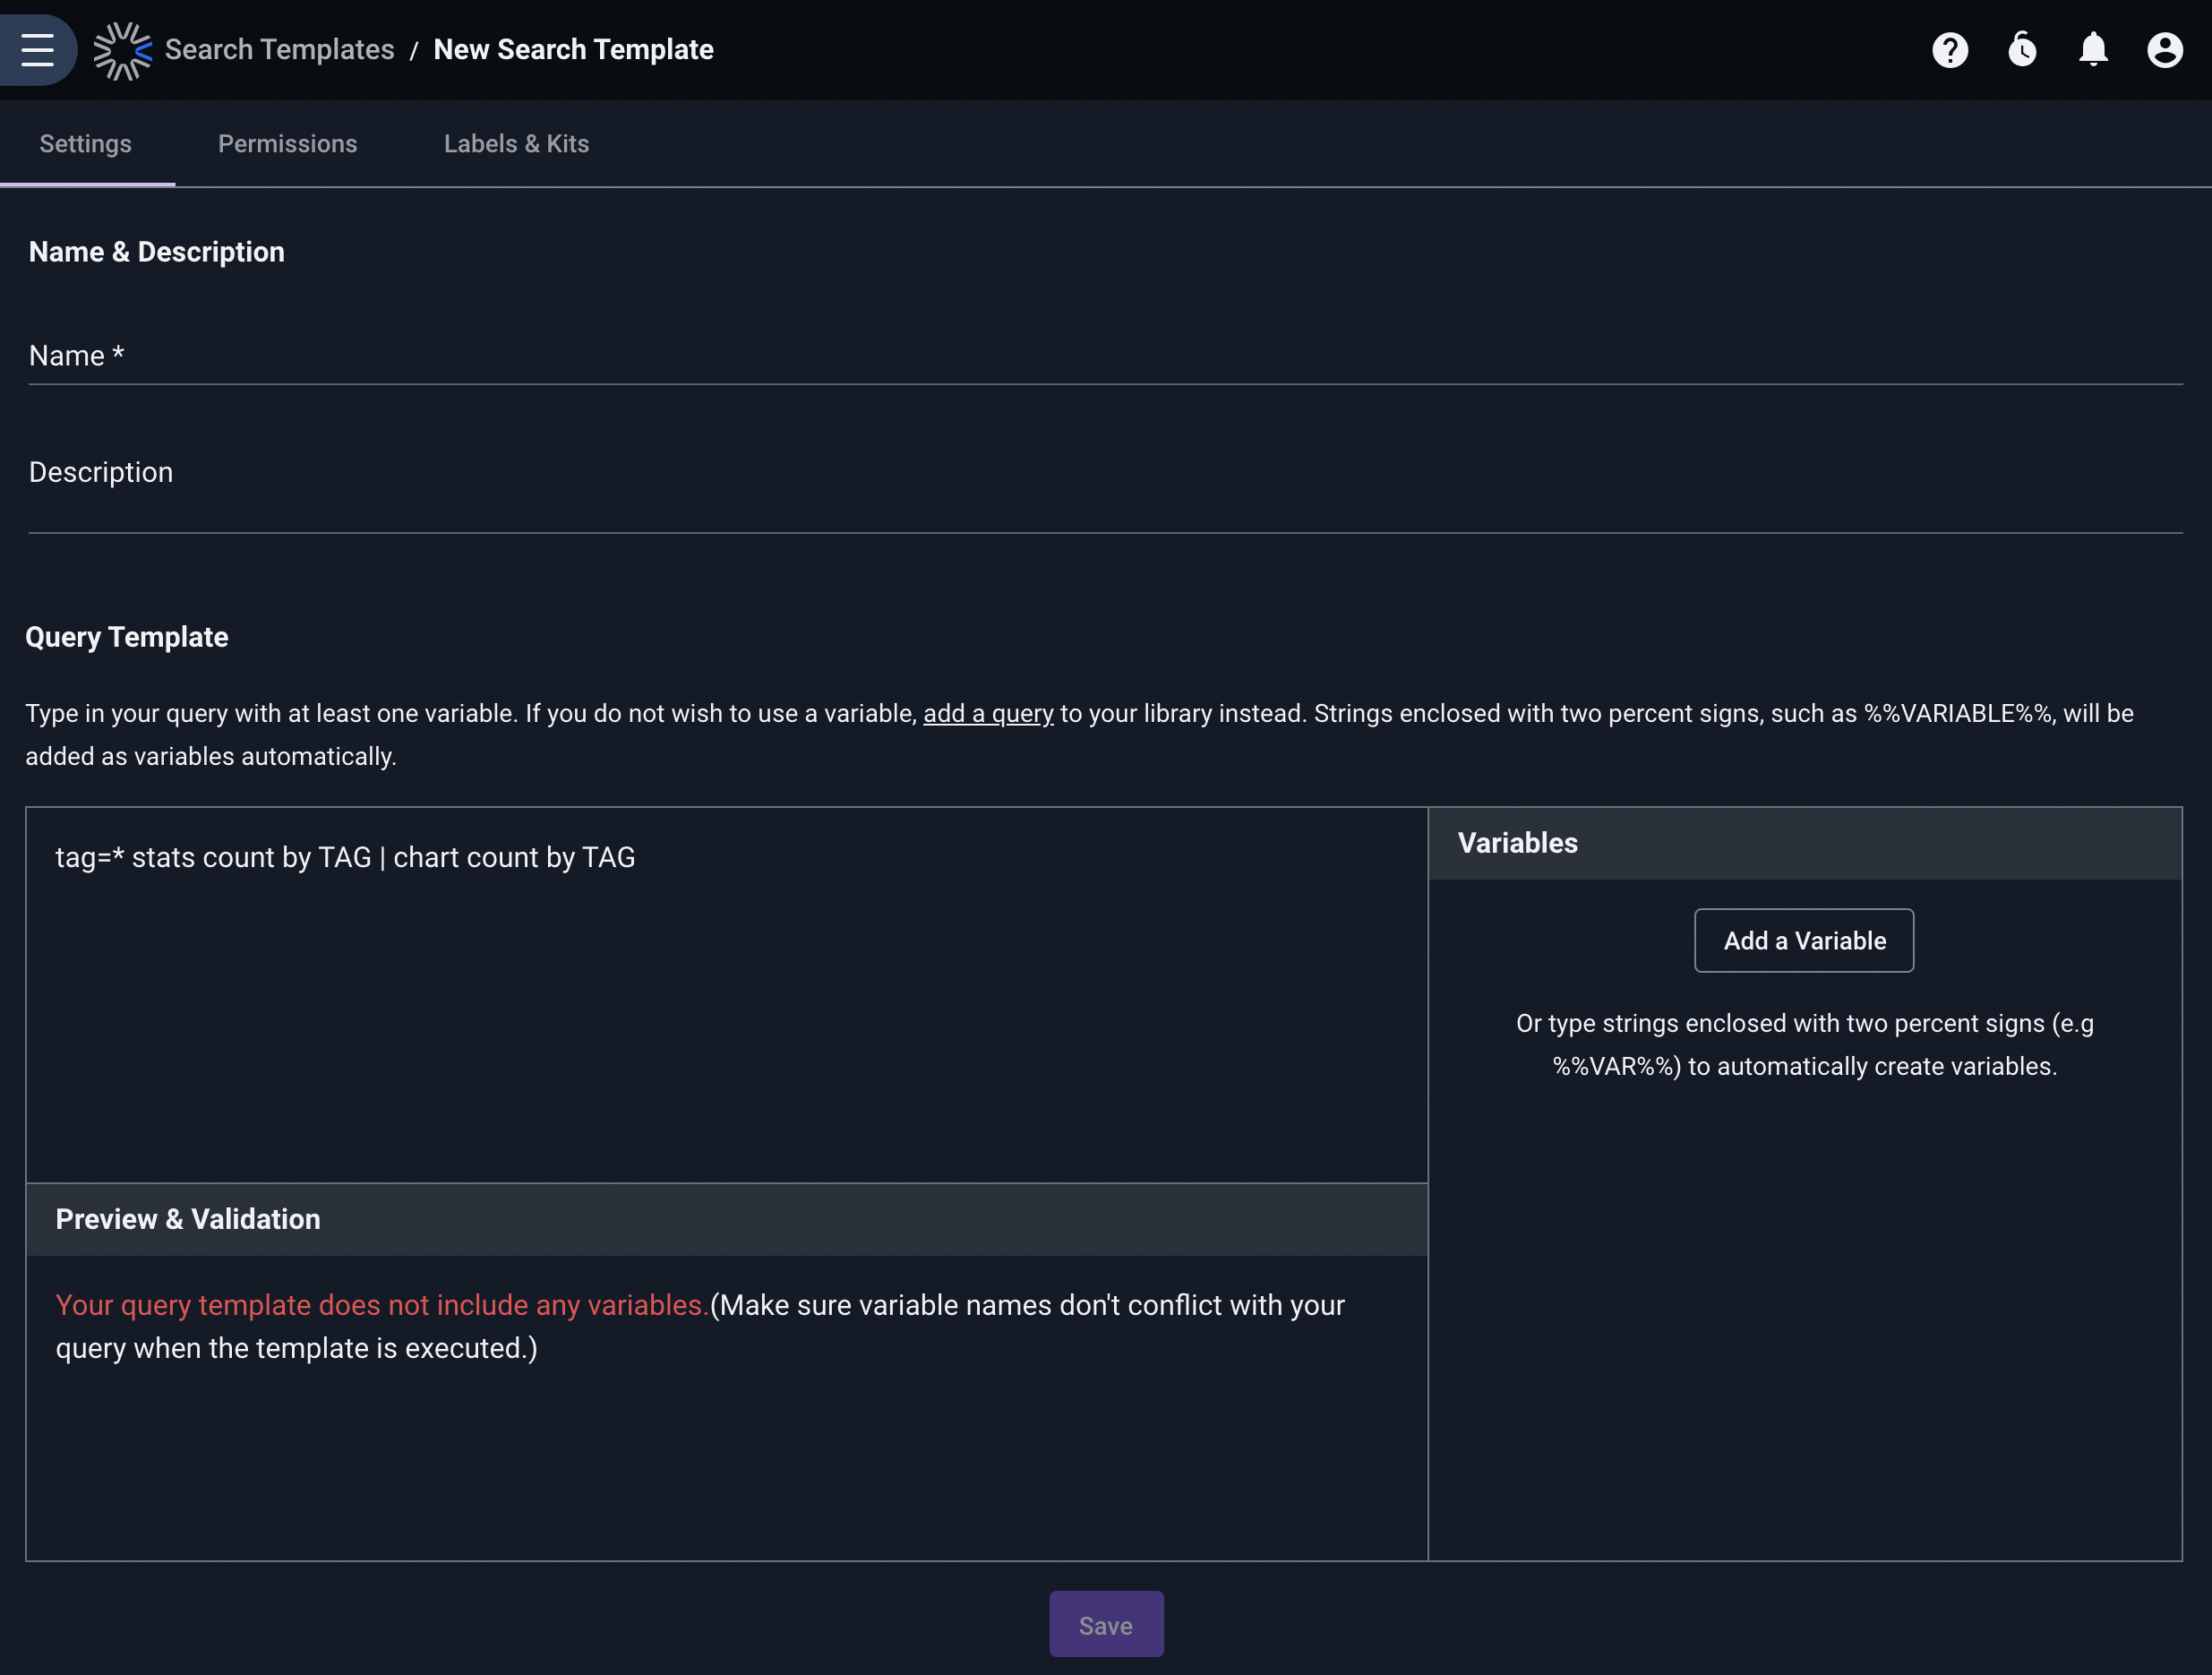 Search Templates / New Search Template
Settings
Permissions
Labels & Kits
Name & Description
Name *
Description
Query Template
Type in your query with at least one variable. If you do not wish to use a variable, add a query to your library instead. Strings enclosed with two percent signs, such as %%VARIABLE%%, will be
added as variables automatically.
tag=* stats count by TAG | chart count by TAG
Variables
Add a Variable
Or type strings enclosed with two percent signs (e.g
%%VAR%%) to automatically create variables.
Preview & Validation
Your query template does not include any variables.(Make sure variable names don't conflict with your
query when the template is executed.)
Save